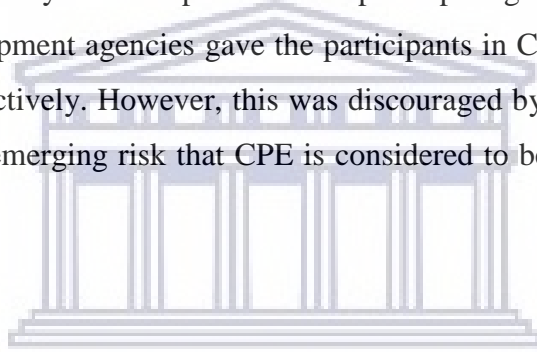 pment agencies gave the participants in C
ctively. However, this was discouraged by
emerging risk that CPE is considered to be